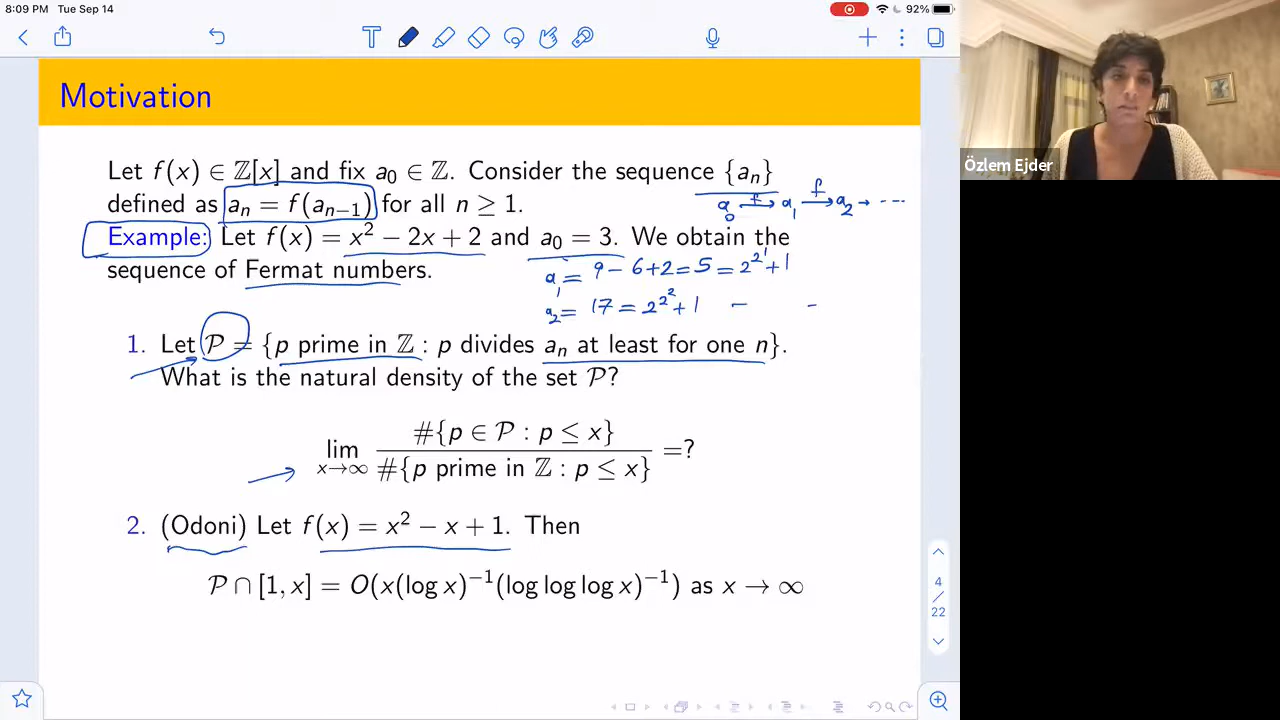 8:09 PM Tue Sep 14
92%
Motivation
Let f(x) ∈ ℤ[x] and fix a₀ ∈ ℤ. Consider the sequence {aₙ}
defined as aₙ = f(aₙ₋₁) for all n ≥ 1.
a₀ →f a₁ →f a₂ → ···
Example: Let f(x) = x² − 2x + 2 and a₀ = 3. We obtain the
sequence of Fermat numbers.
a₁ = 9 − 6 + 2 = 5 = 2^{2^1} + 1
a₂ = 17 = 2^{2^2} + 1 – –
1. Let 𝒫 = {p prime in ℤ : p divides aₙ at least for one n}.
What is the natural density of the set 𝒫?
lim_{x→∞} #{p ∈ 𝒫 : p ≤ x} / #{p prime in ℤ : p ≤ x} =?
2. (Odoni) Let f(x) = x² − x + 1. Then
𝒫 ∩ [1, x] = O(x(log x)⁻¹(log log log x)⁻¹) as x → ∞
4
/
22
Özlem Ejder